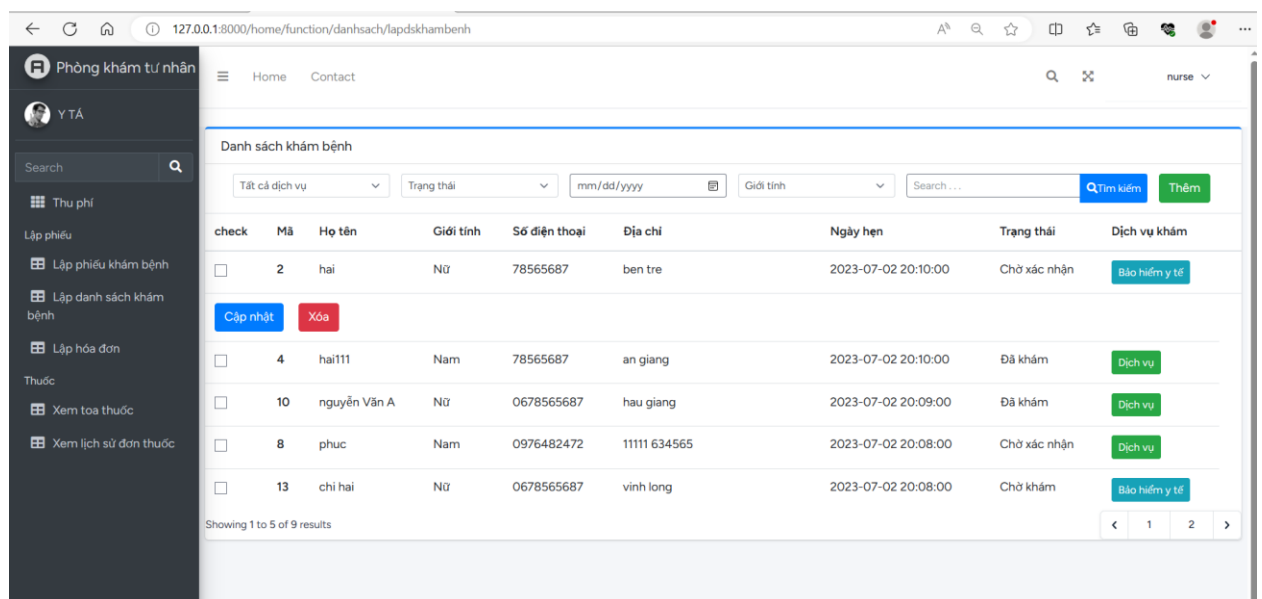 127.0.0.1:8000/home/function/danhsach/lapdskhambenh
Phòng khám tư nhân
Home Contact
nurse
Y TÁ
Danh sách khám bệnh
Search
Tất cả dịch vụ Trạng thái mm/dd/yyyy Giới tính Search . . . Tìm kiếm Thêm
Thu phí
Lập phiếu
check Mã Họ tên Giới tính Số điện thoại Địa chỉ Ngày hẹn Trạng thái Dịch vụ khám
Lập phiếu khám bệnh
2 hai Nữ 78565687 ben tre 2023-07-02 20:10:00 Chờ xác nhận Bảo hiểm y tế
Lập danh sách khám
bệnh
Cập nhật Xóa
Lập hóa đơn
4 hai111 Nam 78565687 an giang 2023-07-02 20:10:00 Đã khám Dịch vụ
Thuốc
10 nguyễn Văn A Nữ 0678565687 hau giang 2023-07-02 20:09:00 Đã khám Dịch vụ
Xem toa thuốc
8 phuc Nam 0976482472 11111 634565 2023-07-02 20:08:00 Chờ xác nhận Dịch vụ
Xem lịch sử đơn thuốc
13 chi hai Nữ 0678565687 vinh long 2023-07-02 20:08:00 Chờ khám Bảo hiểm y tế
Showing 1 to 5 of 9 results
1 2